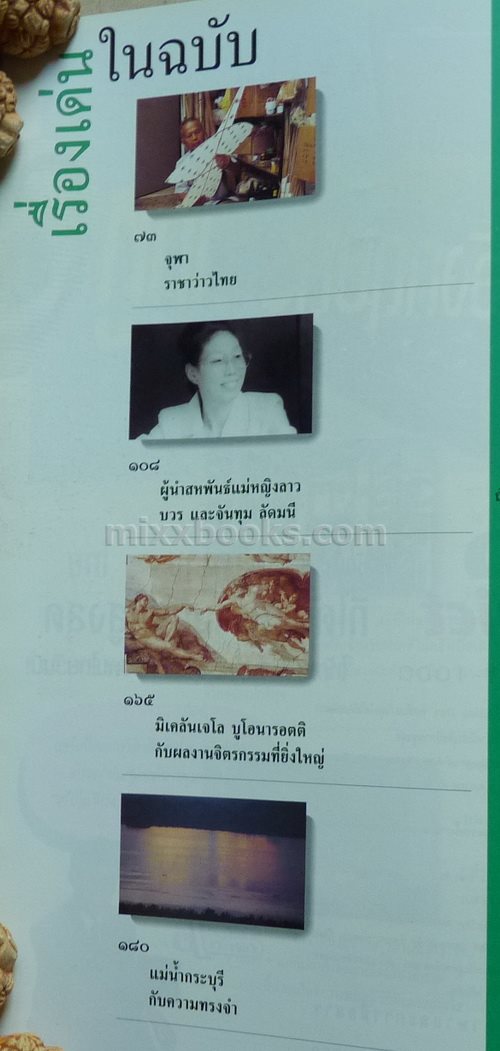 เรื่องเด่น
ในฉบับ
๗๓
จุฬา
ราชาว่าวไทย
๑๐๘
ผู้นำสหพันธ์แม่หญิงลาว
บวร และจันทุม ลัดมนี
mixxbooks.com
๑๖๕
มิเคลันเจโล บูโอนารอตติ
กับผลงานจิตรกรรมที่ยิ่งใหญ่
๑๘๐
แม่น้ำกระบุรี
กับความทรงจำ